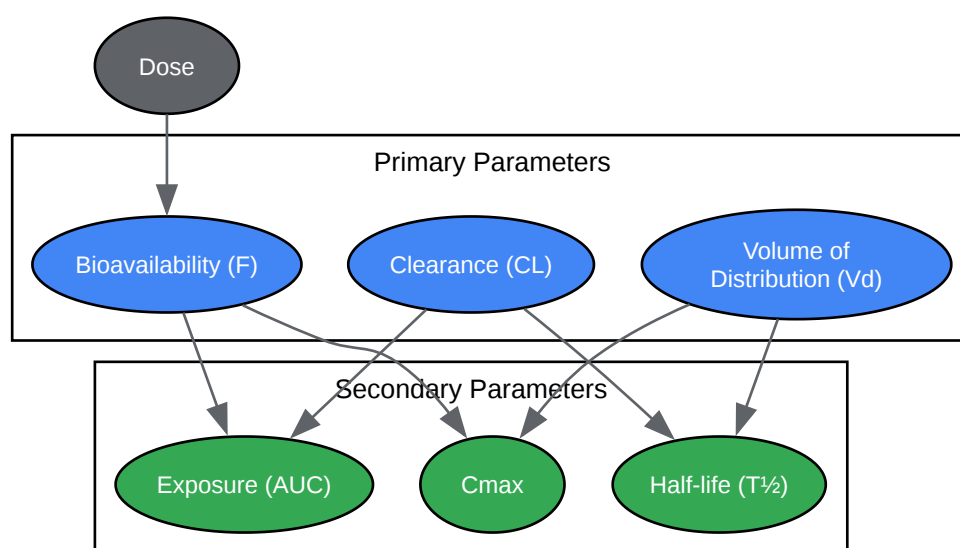 Dose
Primary Parameters
Bioavailability (F)
Clearance (CL)
Volume of
Distribution (Vd)
Secondary Parameters
Exposure (AUC)
Cmax
Half-life (T½)